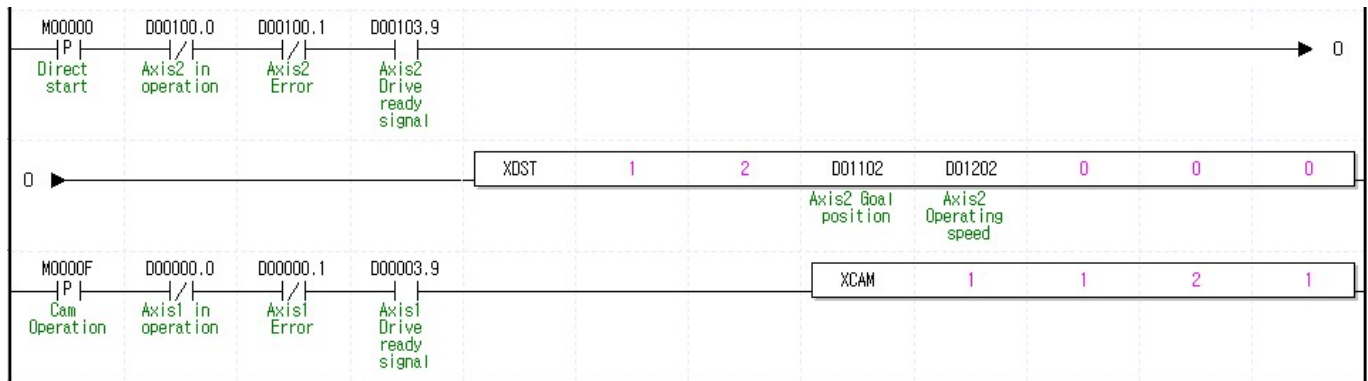 M00000 D00100.0 D00100.1 D00103.9
P
Direct start Axis2 in operation Axis2 Error Axis2 Drive ready signal
0
0 XDST 1 2 D01102 D01202 0 0 0
Axis2 Goal position Axis2 Operating speed
M0000F D00000.0 D00000.1 D00003.9
P XCAM 1 1 2 1
Cam Operation Axis1 in operation Axis1 Error Axis1 Drive ready signal